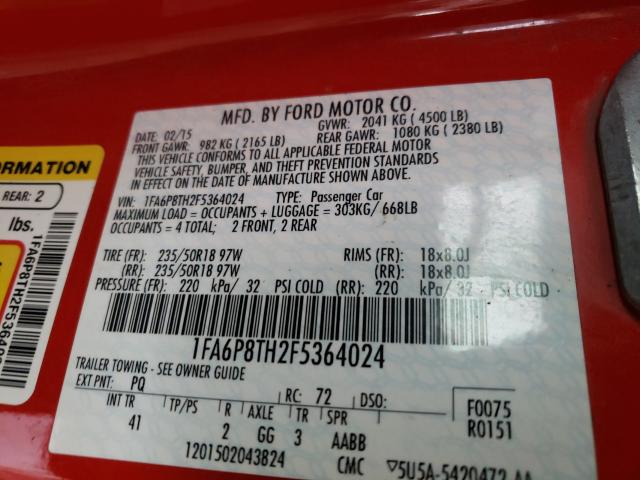 MFD. BY FORD MOTOR CO.
DATE: 02/15 GVWR: 2041 KG ( 4500 LB)
FRONT GAWR: 982 KG ( 2165 LB) REAR GAWR: 1080 KG ( 2380 LB)
THIS VEHICLE CONFORMS TO ALL APPLICABLE FEDERAL MOTOR
VEHICLE SAFETY, BUMPER, AND THEFT PREVENTION STANDARDS
IN EFFECT ON THE DATE OF MANUFACTURE SHOWN ABOVE.
VIN: 1FA6P8TH2F5364024 TYPE: Passenger Car
MAXIMUM LOAD = OCCUPANTS + LUGGAGE = 303KG/ 668LB
OCCUPANTS = 4 TOTAL; 2 FRONT, 2 REAR
TIRE (FR): 235/50R18 97W RIMS (FR): 18x8.0J
(RR): 235/50R18 97W (RR): 18x8.0J
PRESSURE (FR): 220 kPa/ 32 PSI COLD (RR): 220 kPa/ 32 PSI COLD
1FA6P8TH2F5364024
TRAILER TOWING - SEE OWNER GUIDE
EXT PNT: PQ RC: 72 DSO: F0075
INT TR TP/PS R AXLE TR SPR R0151
41 2 GG 3 AABB
1201502043B24 CMC
REAR: 2
lbs.